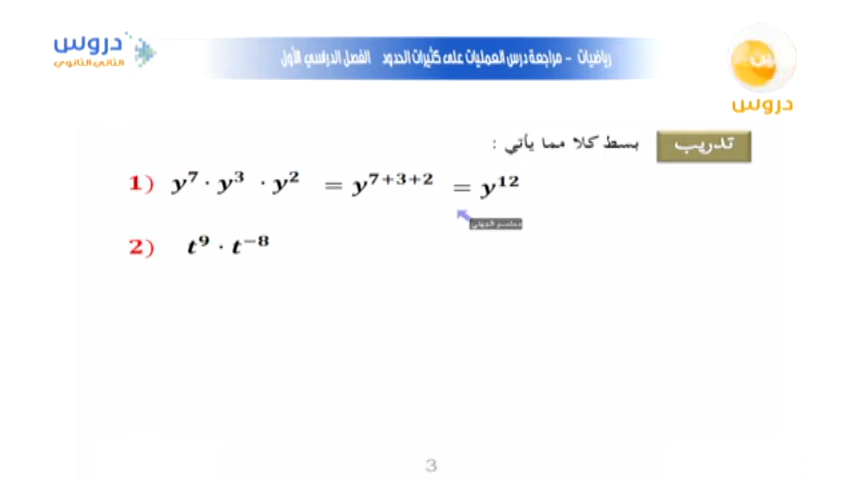 دروس
الثاني الثانوي
رياضيات - مراجعة درس العمليات على كثيرات الحدود الفصل الدراسي الأول
عين
دروس
تدريب بسط كلا مما يأتي :
1) y⁷ · y³ · y² = y⁷⁺³⁺² = y¹²
2) t⁹ · t⁻⁸
3